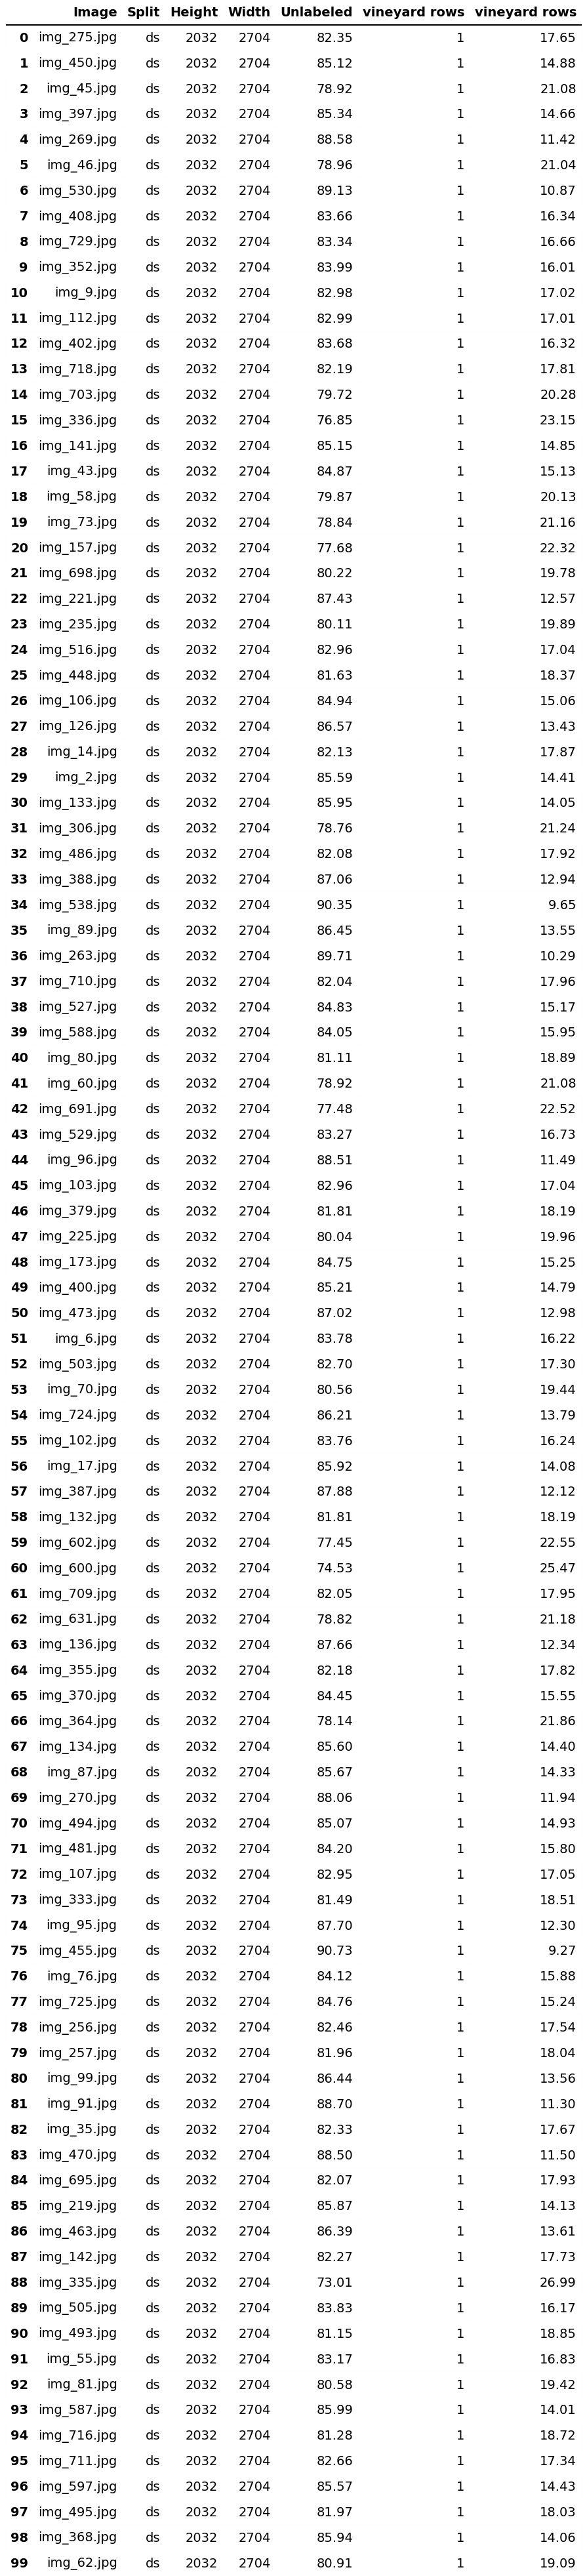 Image Split Height Width Unlabeled vineyard rows vineyard rows
0 img_275.jpg ds 2032 2704 82.35 1 17.65
1 img_450.jpg ds 2032 2704 85.12 1 14.88
2 img_45.jpg ds 2032 2704 78.92 1 21.08
3 img_397.jpg ds 2032 2704 85.34 1 14.66
4 img_269.jpg ds 2032 2704 88.58 1 11.42
5 img_46.jpg ds 2032 2704 78.96 1 21.04
6 img_530.jpg ds 2032 2704 89.13 1 10.87
7 img_408.jpg ds 2032 2704 83.66 1 16.34
8 img_729.jpg ds 2032 2704 83.34 1 16.66
9 img_352.jpg ds 2032 2704 83.99 1 16.01
10 img_9.jpg ds 2032 2704 82.98 1 17.02
11 img_112.jpg ds 2032 2704 82.99 1 17.01
12 img_402.jpg ds 2032 2704 83.68 1 16.32
13 img_718.jpg ds 2032 2704 82.19 1 17.81
14 img_703.jpg ds 2032 2704 79.72 1 20.28
15 img_336.jpg ds 2032 2704 76.85 1 23.15
16 img_141.jpg ds 2032 2704 85.15 1 14.85
17 img_43.jpg ds 2032 2704 84.87 1 15.13
18 img_58.jpg ds 2032 2704 79.87 1 20.13
19 img_73.jpg ds 2032 2704 78.84 1 21.16
20 img_157.jpg ds 2032 2704 77.68 1 22.32
21 img_698.jpg ds 2032 2704 80.22 1 19.78
22 img_221.jpg ds 2032 2704 87.43 1 12.57
23 img_235.jpg ds 2032 2704 80.11 1 19.89
24 img_516.jpg ds 2032 2704 82.96 1 17.04
25 img_448.jpg ds 2032 2704 81.63 1 18.37
26 img_106.jpg ds 2032 2704 84.94 1 15.06
27 img_126.jpg ds 2032 2704 86.57 1 13.43
28 img_14.jpg ds 2032 2704 82.13 1 17.87
29 img_2.jpg ds 2032 2704 85.59 1 14.41
30 img_133.jpg ds 2032 2704 85.95 1 14.05
31 img_306.jpg ds 2032 2704 78.76 1 21.24
32 img_486.jpg ds 2032 2704 82.08 1 17.92
33 img_388.jpg ds 2032 2704 87.06 1 12.94
34 img_538.jpg ds 2032 2704 90.35 1 9.65
35 img_89.jpg ds 2032 2704 86.45 1 13.55
36 img_263.jpg ds 2032 2704 89.71 1 10.29
37 img_710.jpg ds 2032 2704 82.04 1 17.96
38 img_527.jpg ds 2032 2704 84.83 1 15.17
39 img_588.jpg ds 2032 2704 84.05 1 15.95
40 img_80.jpg ds 2032 2704 81.11 1 18.89
41 img_60.jpg ds 2032 2704 78.92 1 21.08
42 img_691.jpg ds 2032 2704 77.48 1 22.52
43 img_529.jpg ds 2032 2704 83.27 1 16.73
44 img_96.jpg ds 2032 2704 88.51 1 11.49
45 img_103.jpg ds 2032 2704 82.96 1 17.04
46 img_379.jpg ds 2032 2704 81.81 1 18.19
47 img_225.jpg ds 2032 2704 80.04 1 19.96
48 img_173.jpg ds 2032 2704 84.75 1 15.25
49 img_400.jpg ds 2032 2704 85.21 1 14.79
50 img_473.jpg ds 2032 2704 87.02 1 12.98
51 img_6.jpg ds 2032 2704 83.78 1 16.22
52 img_503.jpg ds 2032 2704 82.70 1 17.30
53 img_70.jpg ds 2032 2704 80.56 1 19.44
54 img_724.jpg ds 2032 2704 86.21 1 13.79
55 img_102.jpg ds 2032 2704 83.76 1 16.24
56 img_17.jpg ds 2032 2704 85.92 1 14.08
57 img_387.jpg ds 2032 2704 87.88 1 12.12
58 img_132.jpg ds 2032 2704 81.81 1 18.19
59 img_602.jpg ds 2032 2704 77.45 1 22.55
60 img_600.jpg ds 2032 2704 74.53 1 25.47
61 img_709.jpg ds 2032 2704 82.05 1 17.95
62 img_631.jpg ds 2032 2704 78.82 1 21.18
63 img_136.jpg ds 2032 2704 87.66 1 12.34
64 img_355.jpg ds 2032 2704 82.18 1 17.82
65 img_370.jpg ds 2032 2704 84.45 1 15.55
66 img_364.jpg ds 2032 2704 78.14 1 21.86
67 img_134.jpg ds 2032 2704 85.60 1 14.40
68 img_87.jpg ds 2032 2704 85.67 1 14.33
69 img_270.jpg ds 2032 2704 88.06 1 11.94
70 img_494.jpg ds 2032 2704 85.07 1 14.93
71 img_481.jpg ds 2032 2704 84.20 1 15.80
72 img_107.jpg ds 2032 2704 82.95 1 17.05
73 img_333.jpg ds 2032 2704 81.49 1 18.51
74 img_95.jpg ds 2032 2704 87.70 1 12.30
75 img_455.jpg ds 2032 2704 90.73 1 9.27
76 img_76.jpg ds 2032 2704 84.12 1 15.88
77 img_725.jpg ds 2032 2704 84.76 1 15.24
78 img_256.jpg ds 2032 2704 82.46 1 17.54
79 img_257.jpg ds 2032 2704 81.96 1 18.04
80 img_99.jpg ds 2032 2704 86.44 1 13.56
81 img_91.jpg ds 2032 2704 88.70 1 11.30
82 img_35.jpg ds 2032 2704 82.33 1 17.67
83 img_470.jpg ds 2032 2704 88.50 1 11.50
84 img_695.jpg ds 2032 2704 82.07 1 17.93
85 img_219.jpg ds 2032 2704 85.87 1 14.13
86 img_463.jpg ds 2032 2704 86.39 1 13.61
87 img_142.jpg ds 2032 2704 82.27 1 17.73
88 img_335.jpg ds 2032 2704 73.01 1 26.99
89 img_505.jpg ds 2032 2704 83.83 1 16.17
90 img_493.jpg ds 2032 2704 81.15 1 18.85
91 img_55.jpg ds 2032 2704 83.17 1 16.83
92 img_81.jpg ds 2032 2704 80.58 1 19.42
93 img_587.jpg ds 2032 2704 85.99 1 14.01
94 img_716.jpg ds 2032 2704 81.28 1 18.72
95 img_711.jpg ds 2032 2704 82.66 1 17.34
96 img_597.jpg ds 2032 2704 85.57 1 14.43
97 img_495.jpg ds 2032 2704 81.97 1 18.03
98 img_368.jpg ds 2032 2704 85.94 1 14.06
99 img_62.jpg ds 2032 2704 80.91 1 19.09